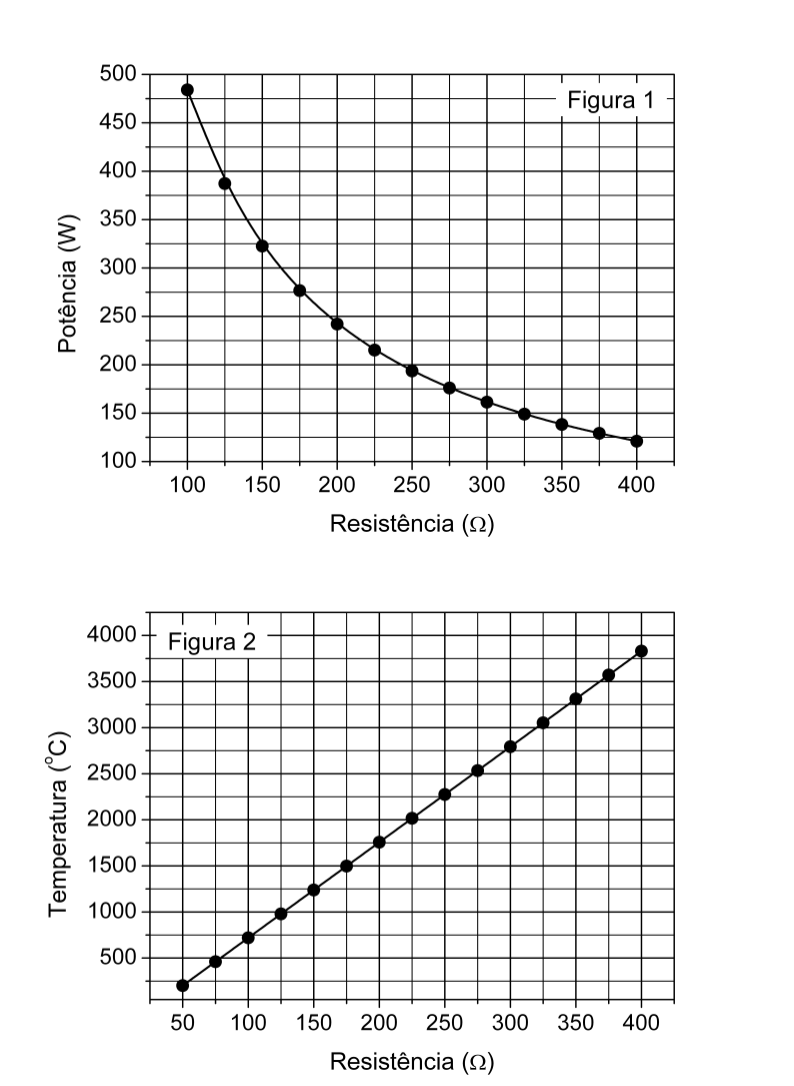 500
Figura 1
450
400
350
300
250
200
150
100
Potência (W)
100 150 200 250 300 350 400
Resistência (Ω)
4000
Figura 2
3500
3000
2500
2000
1500
1000
500
Temperatura (°C)
50 100 150 200 250 300 350 400
Resistência (Ω)